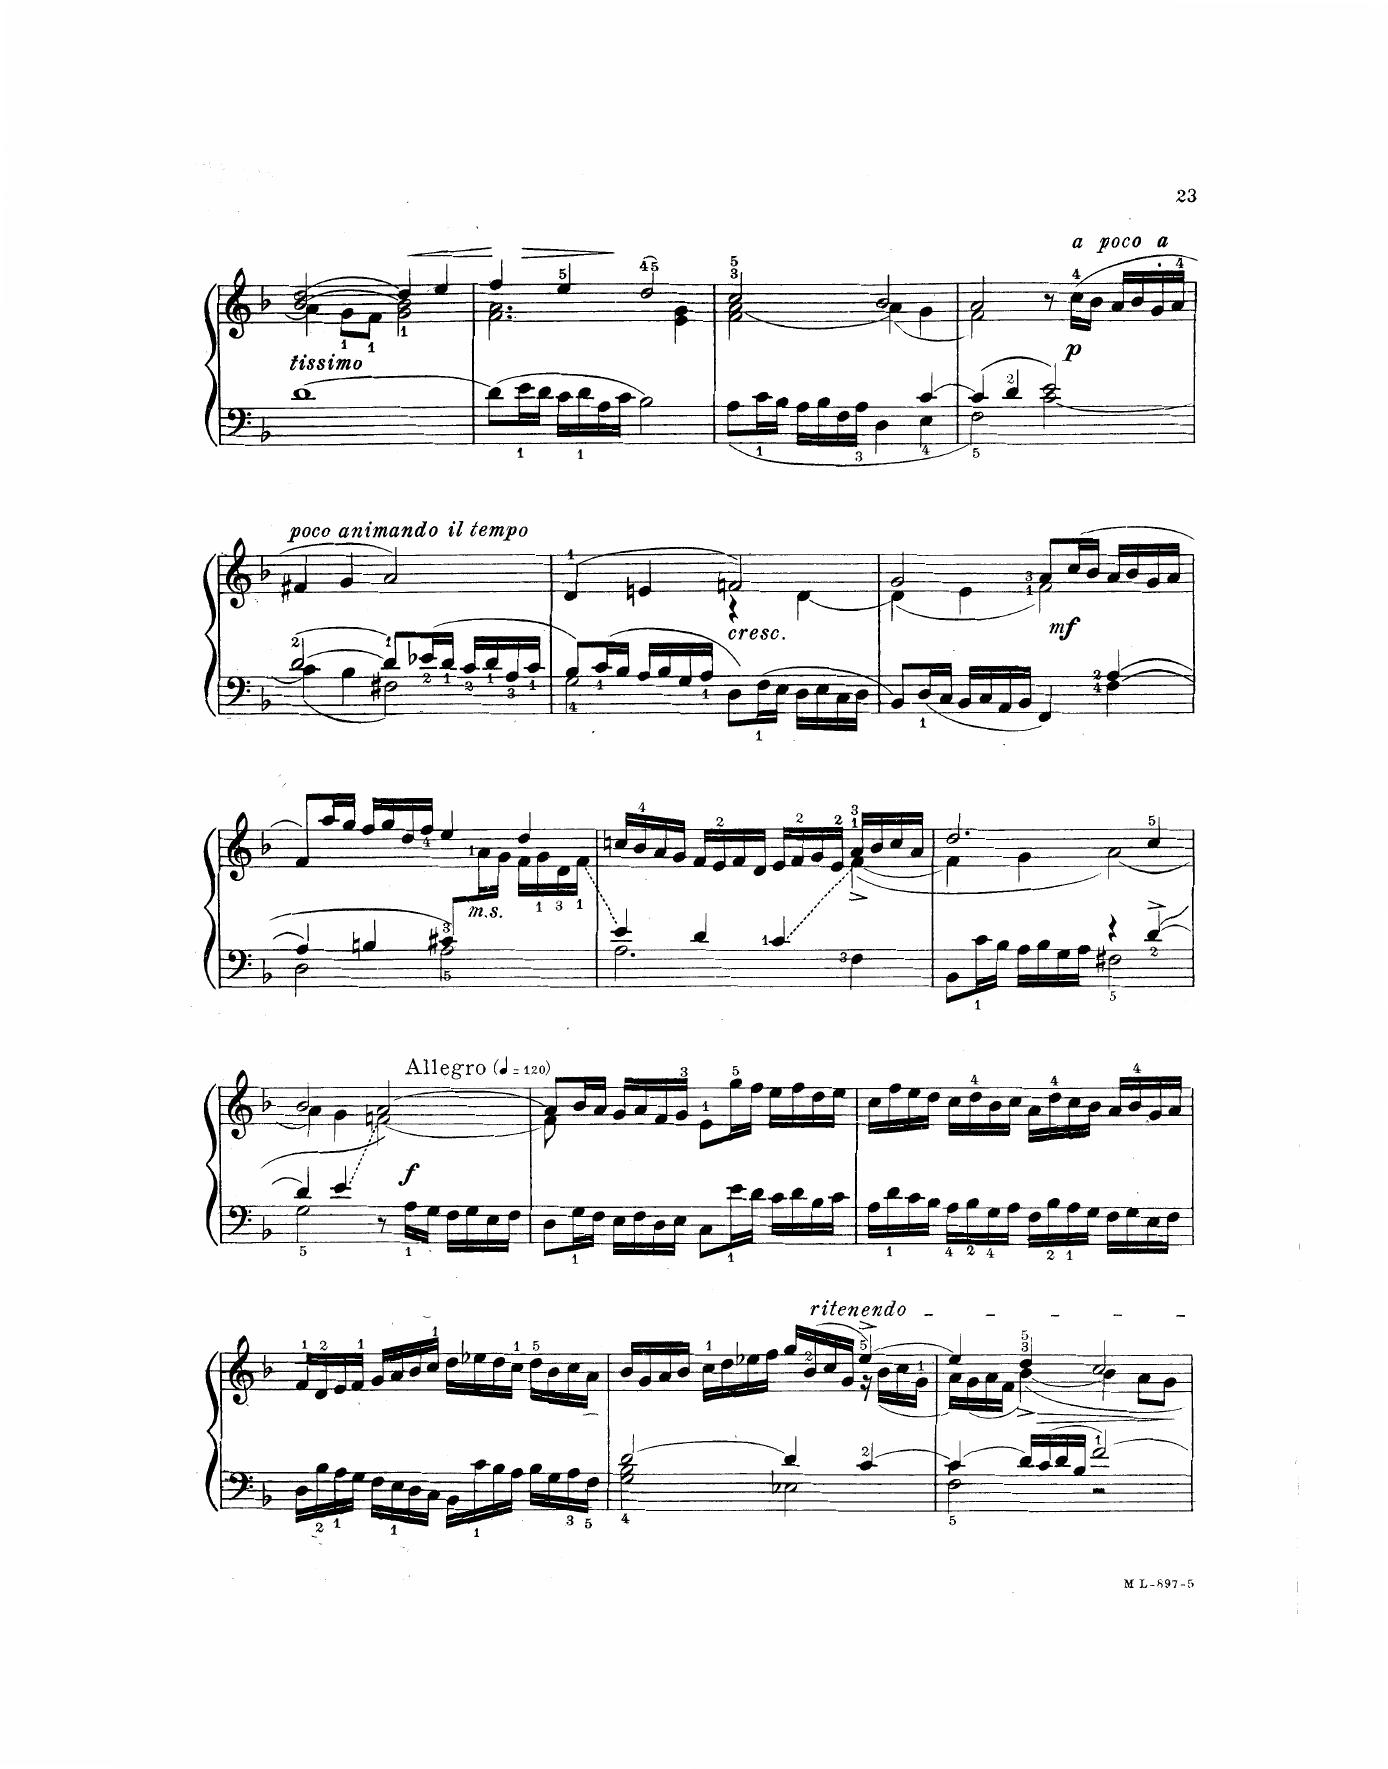 23
a poco a
tissimo
p
poco animando il tempo
cresc.
mf
m.s.
Allegro (♩ = 120)
f
ritenendo
M L-897-5